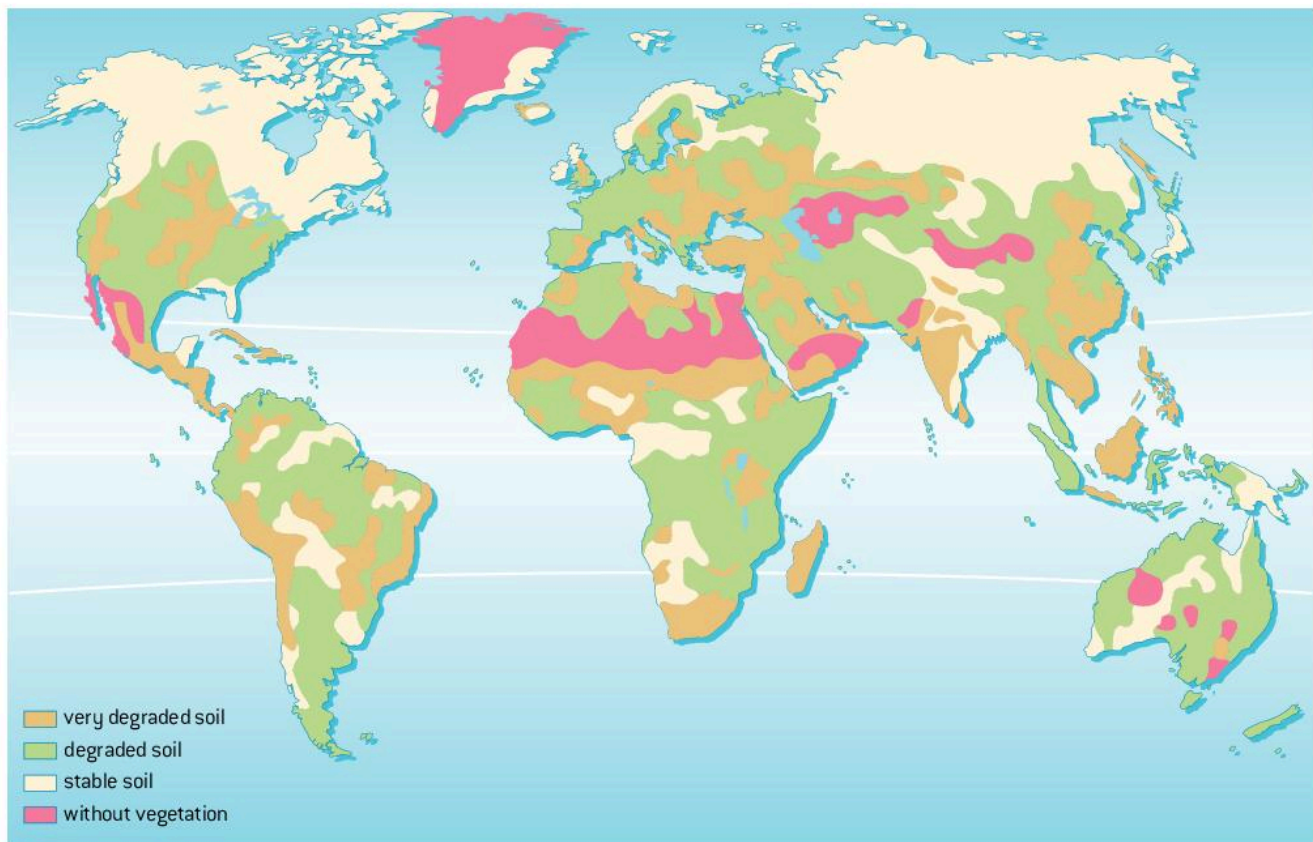 very degraded soil
degraded soil
stable soil
without vegetation